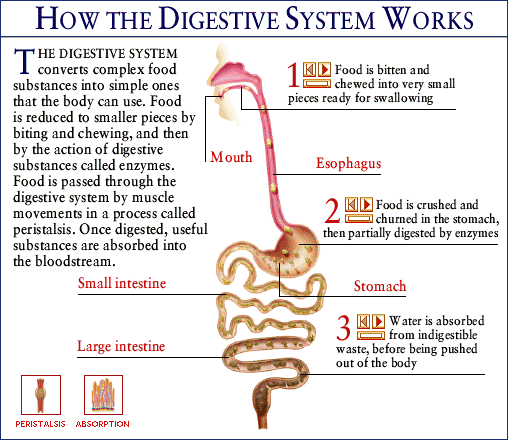 HOW THE DIGESTIVE SYSTEM WORKS
THE DIGESTIVE SYSTEM
converts complex food
substances into simple ones
that the body can use. Food
is reduced to smaller pieces by
biting and chewing, and then
by the action of digestive
substances called enzymes.
Food is passed through the
digestive system by muscle
movements in a process called
peristalsis. Once digested, useful
substances are absorbed into
the bloodstream.
1 Food is bitten and
chewed into very small
pieces ready for swallowing
Mouth
Esophagus
2 Food is crushed and
churned in the stomach,
then partially digested by enzymes
Small intestine
Stomach
3 Water is absorbed
from indigestible
waste, before being pushed
out of the body
Large intestine
PERISTALSIS
ABSORPTION